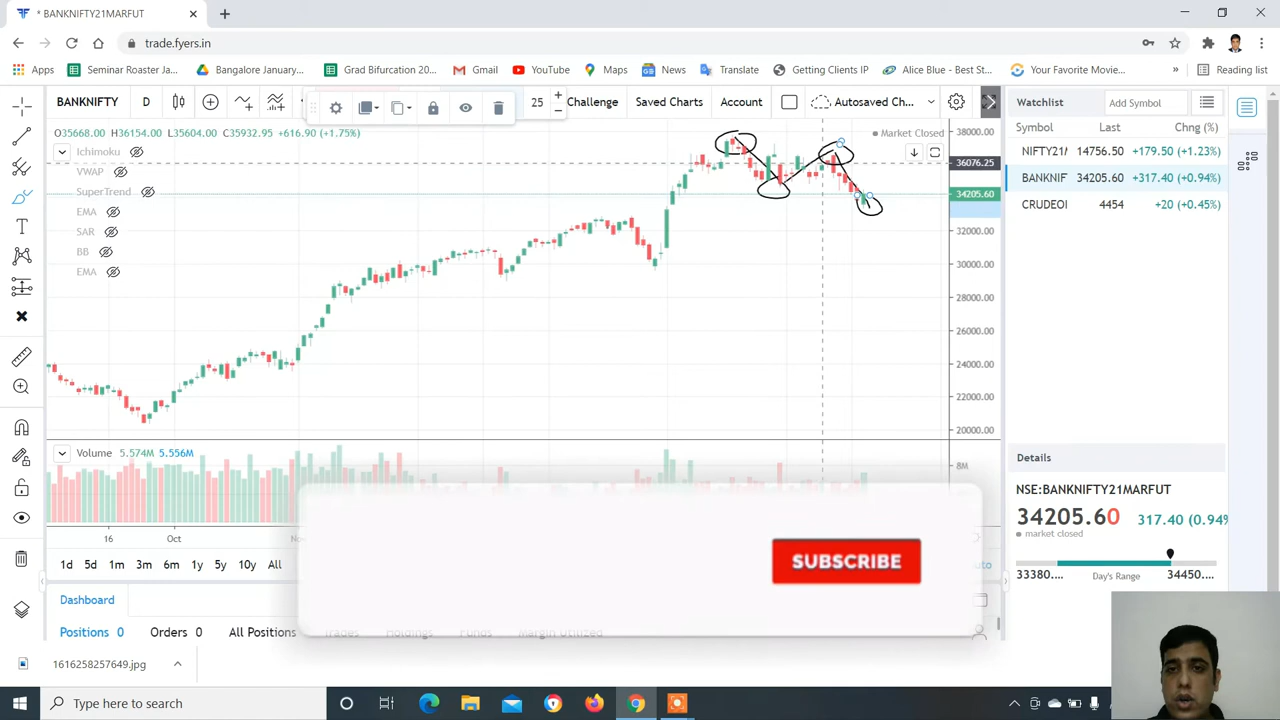 * BANKNIFTY21MARFUT
trade.fyers.in
Apps
Seminar Roaster Ja...
Bangalore January...
Grad Bifurcation 20...
Gmail
YouTube
Maps
News
Translate
Getting Clients IP
Alice Blue - Best St...
Your Favorite Movie...
Reading list
BANKNIFTY D 25 Challenge Saved Charts Account Autosaved Ch...
O35668.00 H36154.00 L35604.00 C35932.95 +616.90 (+1.75%)
Market Closed
Ichimoku
VWAP
SuperTrend
EMA
SAR
BB
EMA
38000.00
36076.25
34205.60
32000.00
30000.00
28000.00
26000.00
24000.00
22000.00
20000.00
Volume 5.574M 5.556M
8M
16 Oct
1d 5d 1m 3m 6m 1y 5y 10y All
Dashboard
Positions 0 Orders 0 All Positions Trades Holdings Funds Margin Utilized
SUBSCRIBE
Watchlist Add Symbol
Symbol Last Chng (%)
NIFTY21 14756.50 +179.50 (+1.23%)
BANKNIF 34205.60 +317.40 (+0.94%)
CRUDEOI 4454 +20 (+0.45%)
Details
NSE:BANKNIFTY21MARFUT
34205.60 317.40 (0.94%
market closed
33380.... Day's Range 34450....
1616258257649.jpg
Type here to search